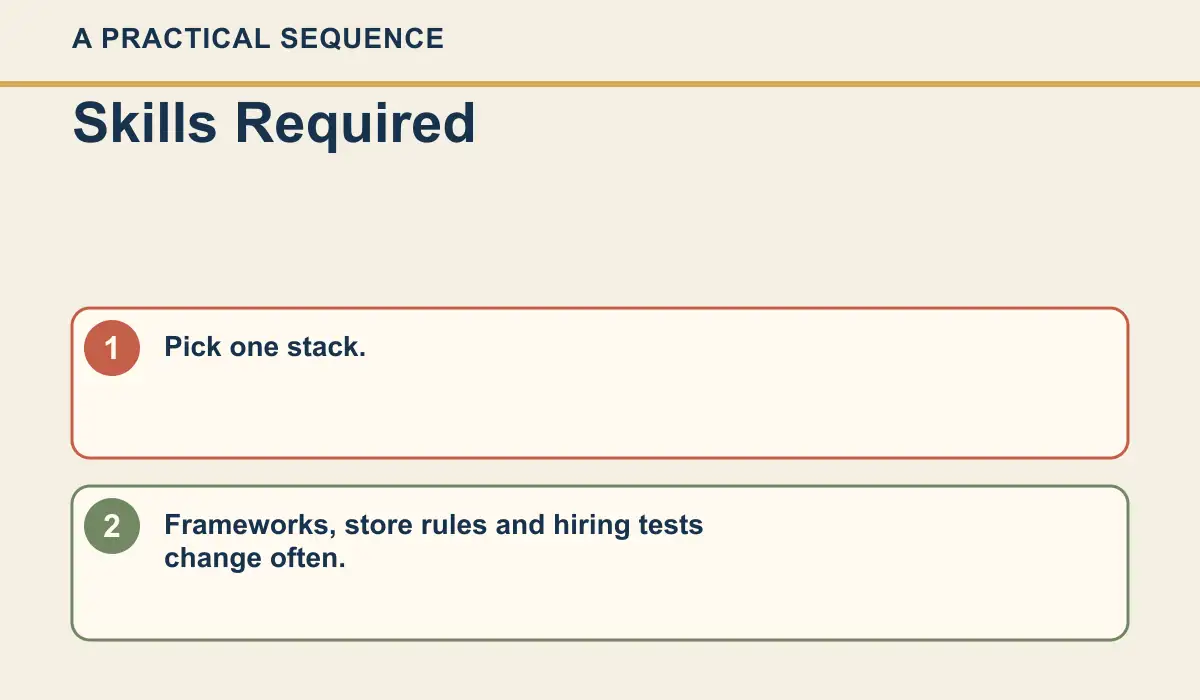 A PRACTICAL SEQUENCE
Skills Required
1
Pick one stack.
2
Frameworks, store rules and hiring tests
change often.